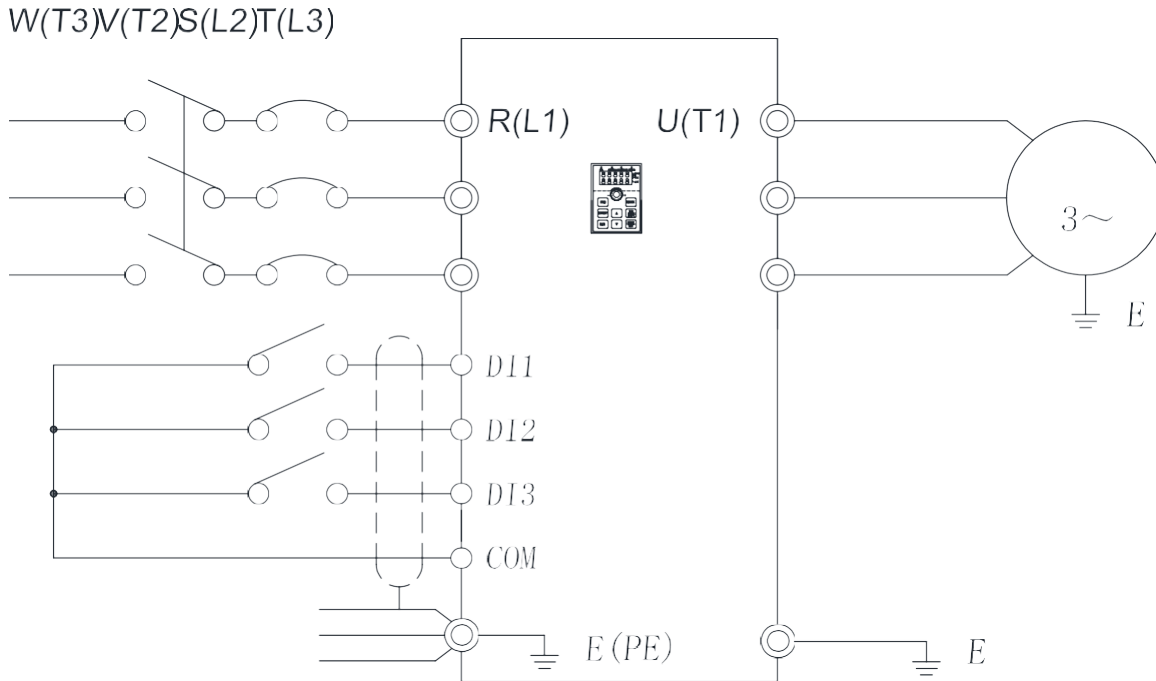 W(T3)V(T2)S(L2)T(L3)
R(L1) U(T1)
3~
E
DI1
DI2
DI3
COM
E(PE) E